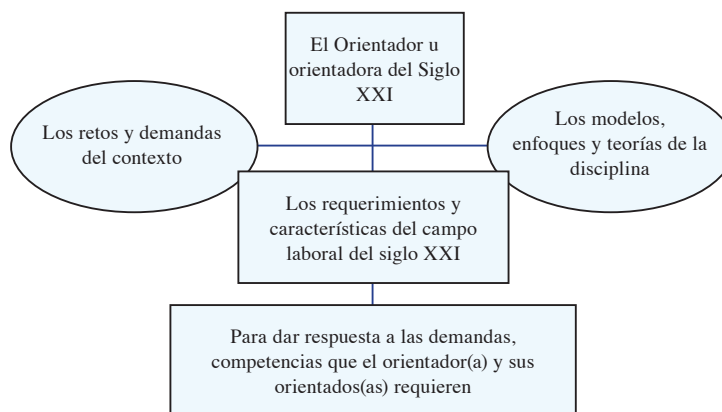 El Orientador u
orientadora del Siglo
XXI
Los retos y demandas
del contexto
Los modelos,
enfoques y teorías de la
disciplina
Los requerimientos y
características del campo
laboral del siglo XXI
Para dar respuesta a las demandas,
competencias que el orientador(a) y sus
orientados(as) requieren